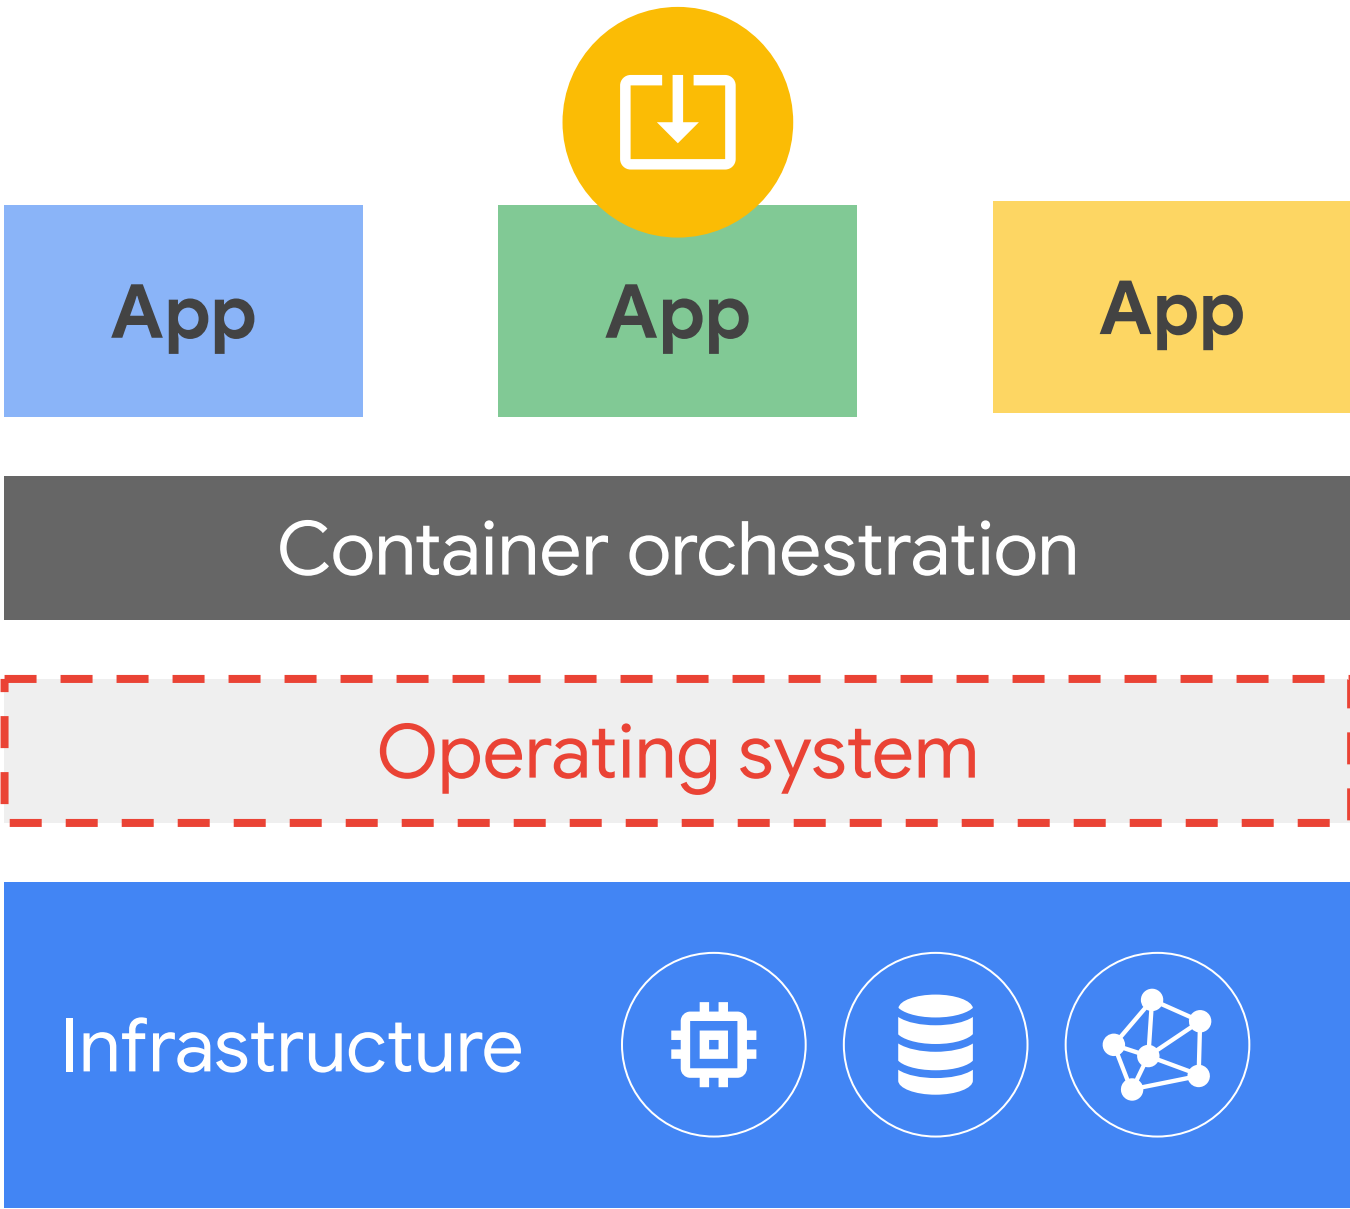 App
App
App
Container orchestration
Operating system
Infrastructure